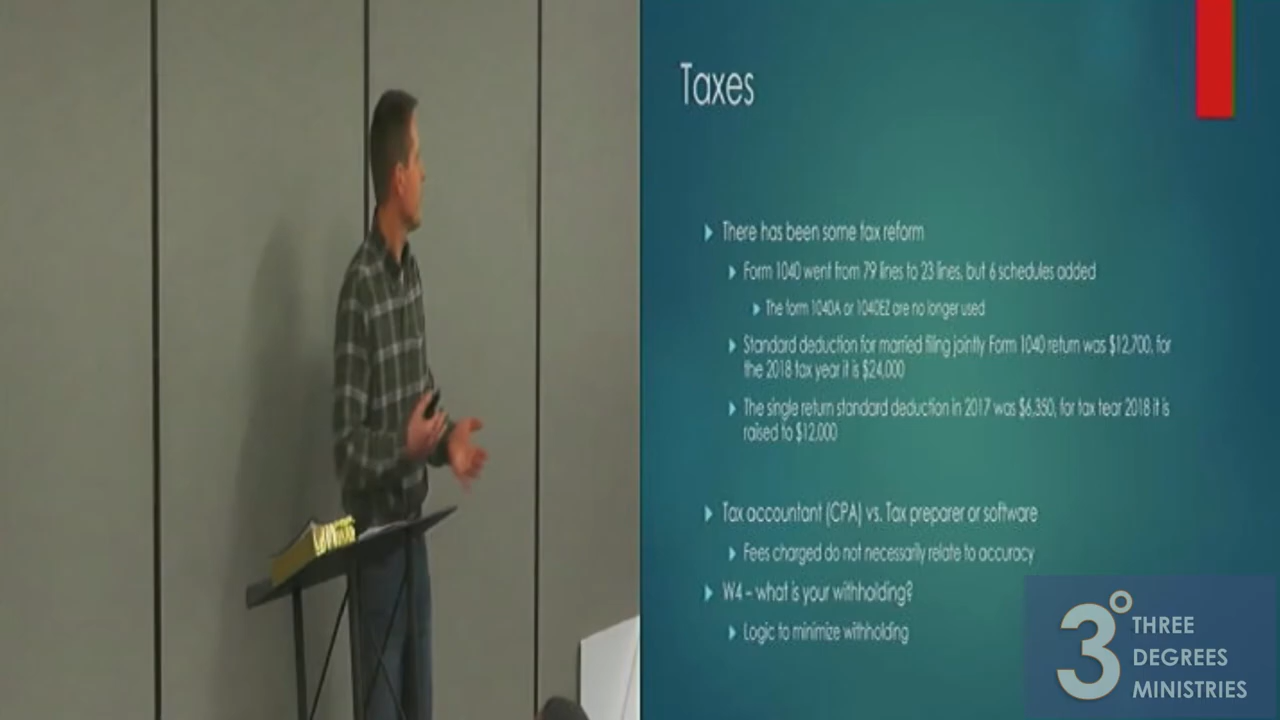 Taxes
There has been some tax reform
Form 1040 went from 79 lines to 23 lines, but 6 schedules added
The form 1040A or 1040EZ are no longer used
Standard deduction for married filing jointly Form 1040 return was $12,700, for
the 2018 tax year it is $24,000
The single return standard deduction in 2017 was $6,350, for tax tear 2018 it is
raised to $12,000
Tax accountant (CPA) vs. Tax preparer or software
Fees charged do not necessarily relate to accuracy
W4 – what is your withholding?
Logic to minimize withholding
3° THREE
DEGREES
MINISTRIES